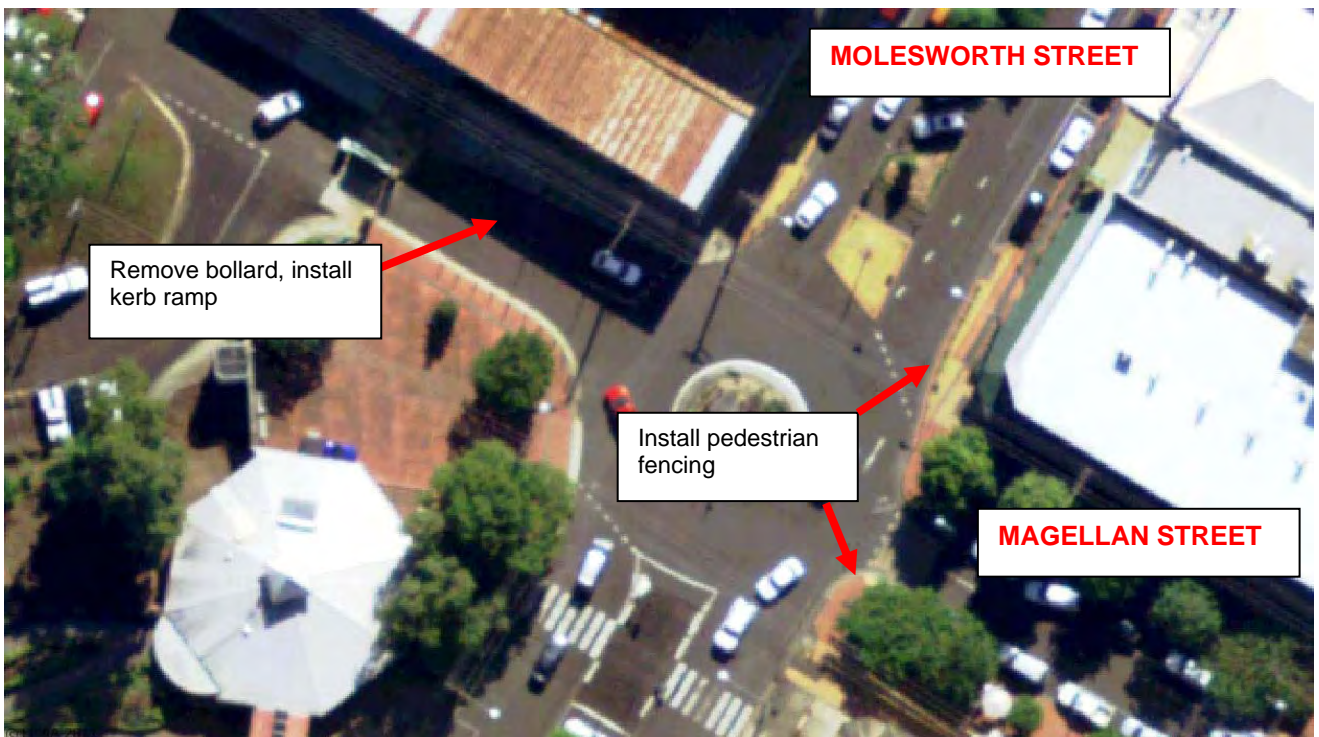 MOLESWORTH STREET
Remove bollard, install
kerb ramp
Install pedestrian
fencing
MAGELLAN STREET